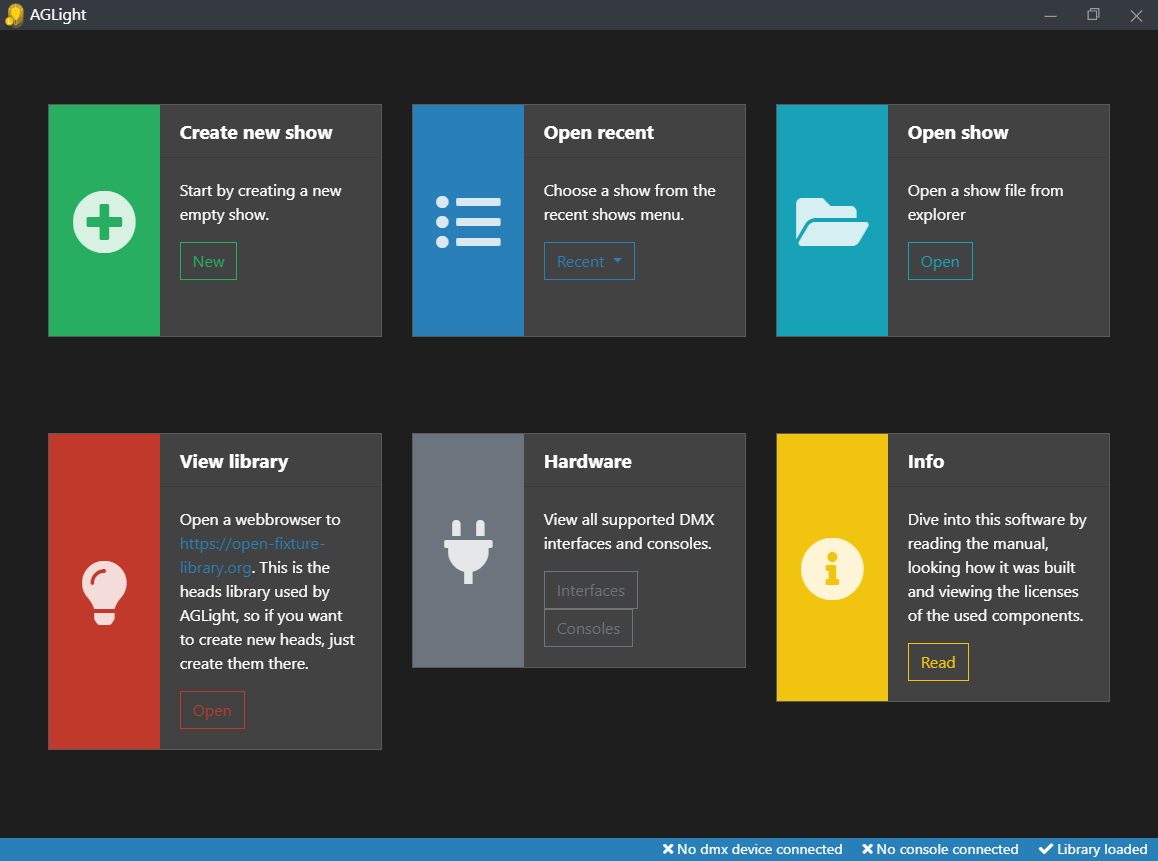 AGLight
Create new show
Start by creating a new
empty show.
New
Open recent
Choose a show from the
recent shows menu.
Recent
Open show
Open a show file from
explorer
Open
View library
Open a webbrowser to
https://open-fixture-
library.org. This is the
heads library used by
AGLight, so if you want
to create new heads, just
create them there.
Open
Hardware
View all supported DMX
interfaces and consoles.
Interfaces
Consoles
Info
Dive into this software by
reading the manual,
looking how it was built
and viewing the licenses
of the used components.
Read
No dmx device connected No console connected Library loaded